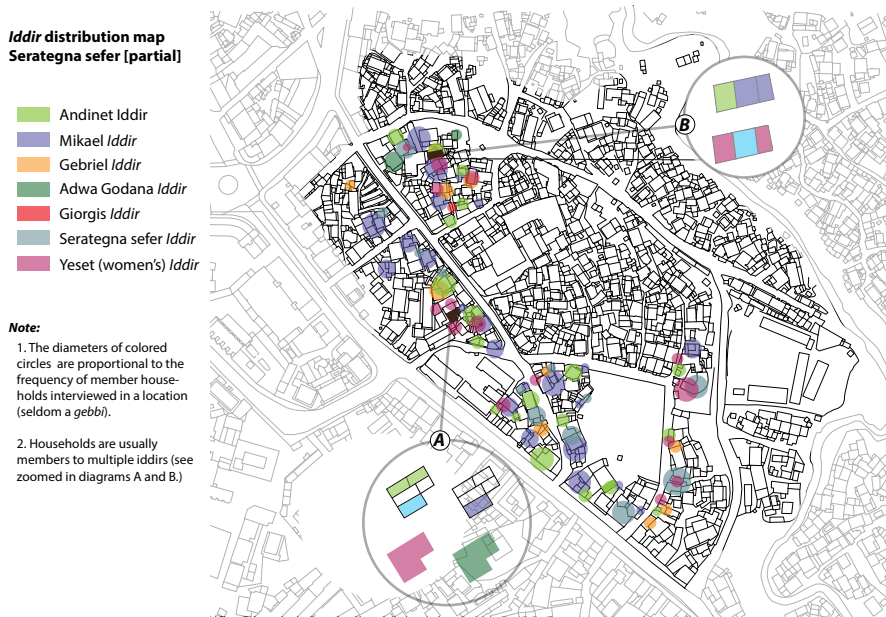 Iddir distribution map
Serategna sefer [partial]
Andinet Iddir
Mikael Iddir
Gebriel Iddir
Adwa Godana Iddir
Giorgis Iddir
Serategna sefer Iddir
Yeset (women's) Iddir
Note:
1. The diameters of colored
circles are proportional to the
frequency of member house-
holds interviewed in a location
(seldom a gebbi).
2. Households are usually
members to multiple iddirs (see
zoomed in diagrams A and B.)
B
A